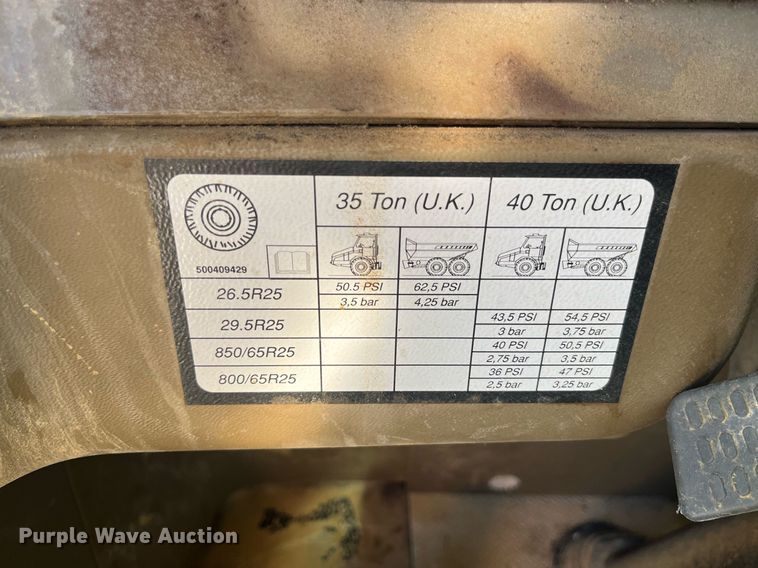 35 Ton (U.K.) 40 Ton (U.K.)
500409429
26.5R25 50.5 PSI 62,5 PSI
3,5 bar 4,25 bar
29.5R25 43,5 PSI 54,5 PSI
3 bar 3,75 bar
850/65R25 40 PSI 50,5 PSI
2,75 bar 3,5 bar
800/65R25 36 PSI 47 PSI
2,5 bar 3,25 bar
Purple Wave Auction